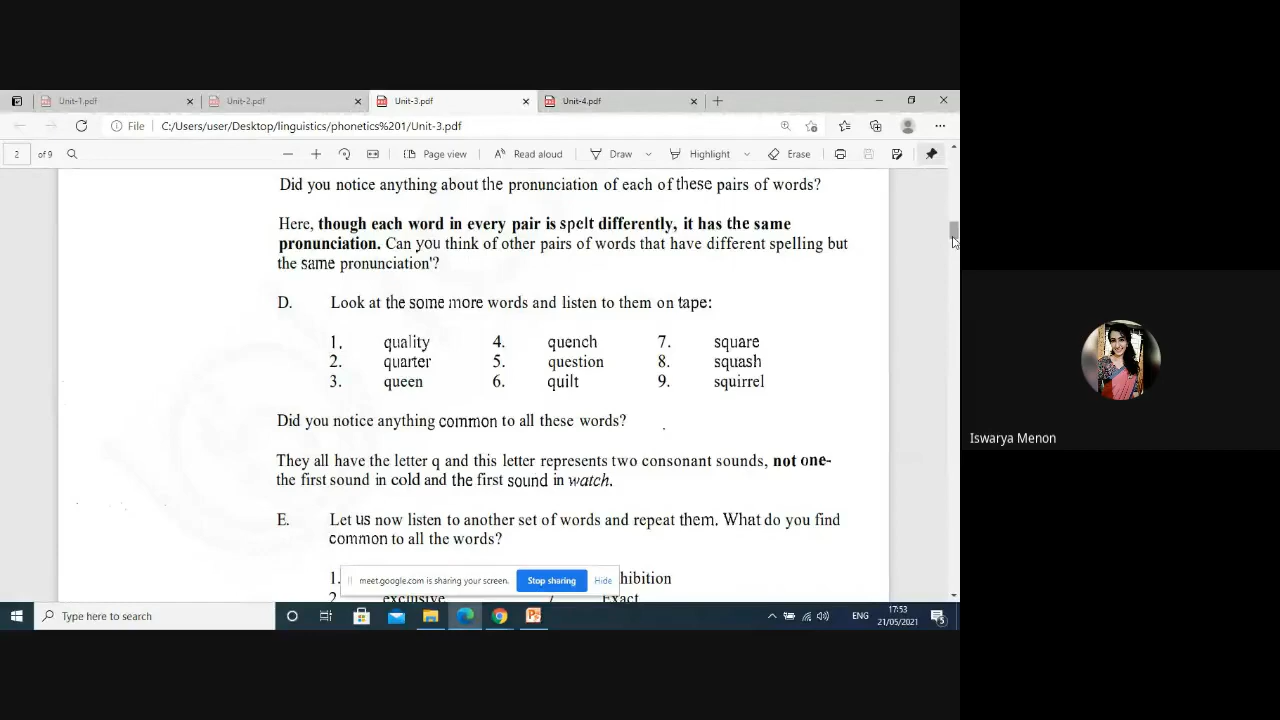 Unit-1.pdf
Unit-2.pdf
Unit-3.pdf
Unit-4.pdf
File
C:/Users/user/Desktop/linguistics/phonetics%201/Unit-3.pdf
2 of 9
Page view
Read aloud
Draw
Highlight
Erase
Did you notice anything about the pronunciation of each of these pairs of words?
Here, though each word in every pair is spelt differently, it has the same
pronunciation. Can you think of other pairs of words that have different spelling but
the same pronunciation'?
D. Look at the some more words and listen to them on tape:
1. quality 4. quench 7. square
2. quarter 5. question 8. squash
3. queen 6. quilt 9. squirrel
Did you notice anything common to all these words?
They all have the letter q and this letter represents two consonant sounds, not one-
the first sound in cold and the first sound in watch.
E. Let us now listen to another set of words and repeat them. What do you find
common to all the words?
1. hibition
meet.google.com is sharing your screen.
Stop sharing
Hide
Exact
Type here to search
ENG
17:53
21/05/2021
5
Iswarya Menon